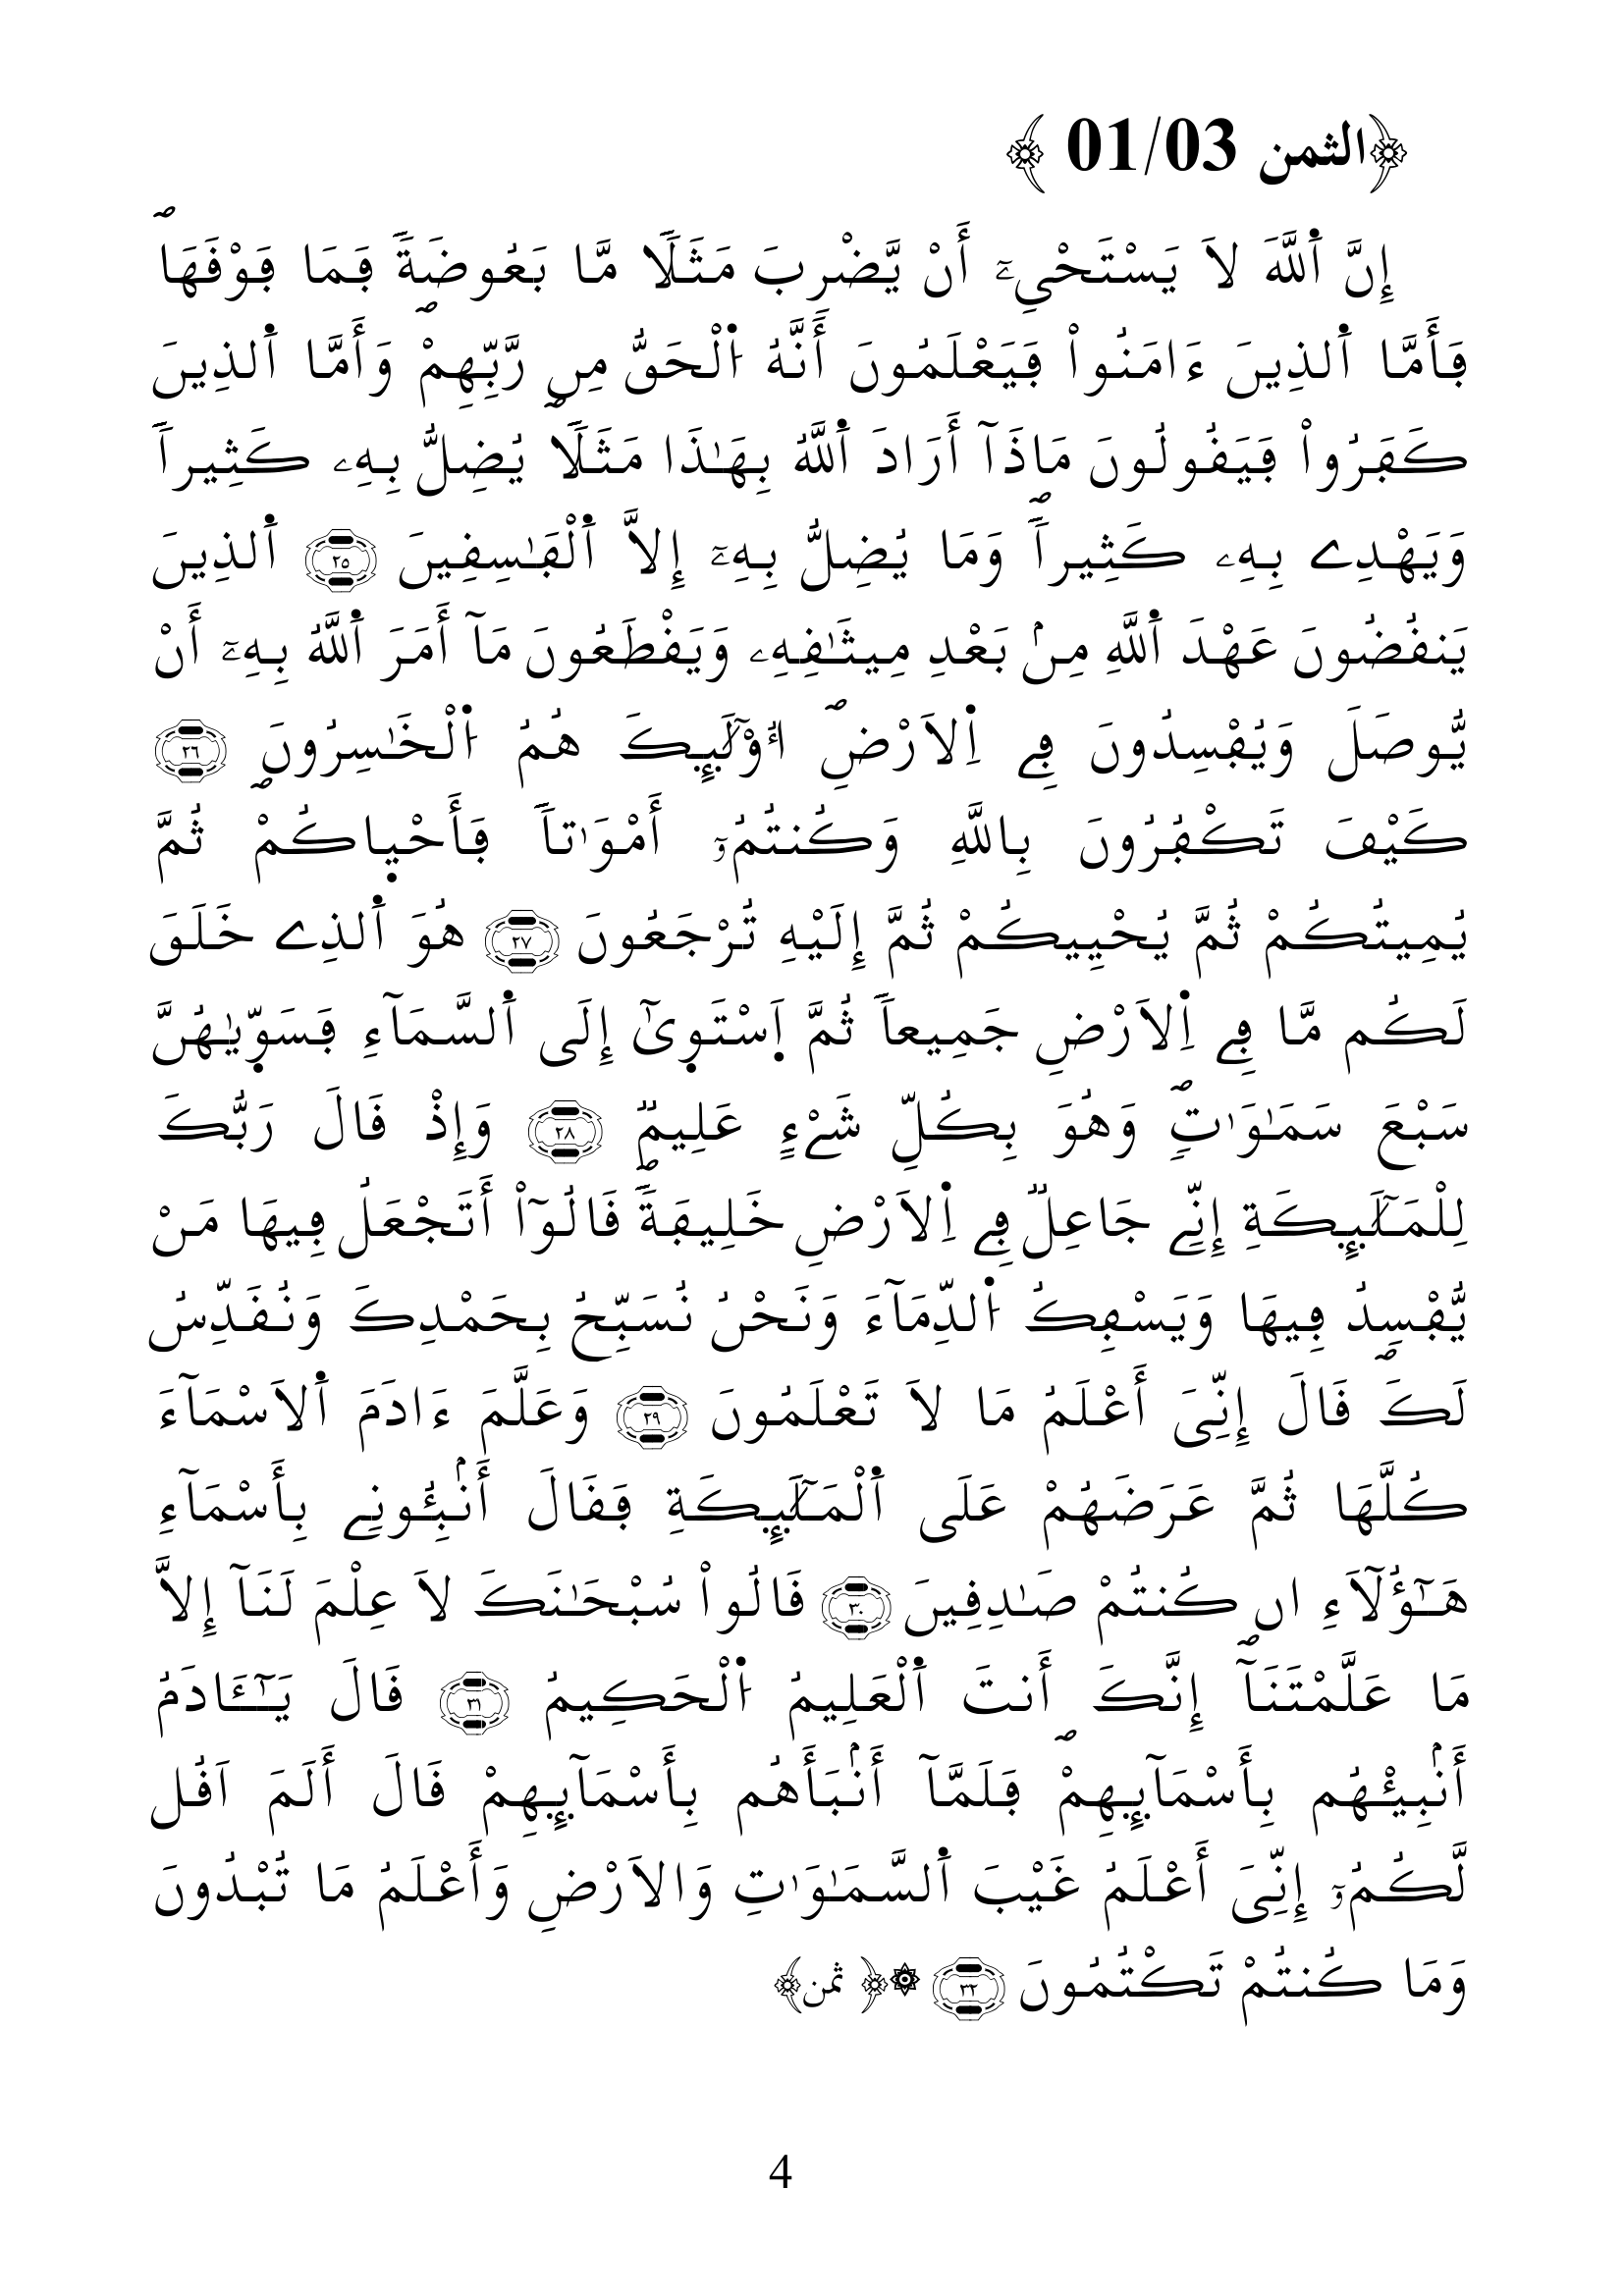 ﴿الثمن 01/03 ﴾
إِنَّ اَ۬للَّهَ لاَ يَسْتَحْيِۦٓ أَنْ يَّضْرِبَ مَثَلاٗ مَّا بَعُوضَةٗ فَمَا فَوْقَهَاۖ
فَأَمَّا اَ۬لذِينَ ءَامَنُواْ فَيَعْلَمُونَ أَنَّهُ اُ۬لْحَقُّ مِن رَّبِّهِمْۖ وَأَمَّا اَ۬لذِينَ
كَفَرُواْ فَيَقُولُونَ مَاذَآ أَرَادَ اَ۬للَّهُ بِهَٰذَا مَثَلاٗۖ يُضِلُّ بِهِۦ كَثِيراٗ
وَيَهْدِے بِهِۦ كَثِيراٗۖ وَمَا يُضِلُّ بِهِۦٓ إِلاَّ اَ۬لْفَٰسِقِينَ ٢٥ اَ۬لذِينَ
يَنقُضُونَ عَهْدَ اَ۬للَّهِ مِنۢ بَعْدِ مِيثَٰقِهِۦ وَيَقْطَعُونَ مَآ أَمَرَ اَ۬للَّهُ بِهِۦٓ أَنْ
يُّوصَلَ وَيُفْسِدُونَ فِے اِ۬لاَرْضِۖ أُوْلَٰٓئِكَ هُمُ اُ۬لْخَٰسِرُونَۖ ٢٦
كَيْفَ تَكْفُرُونَ بِاللَّهِ وَكُنتُمُۥٓ أَمْوَٰتاٗ فَأَحْيٜاكُمْ ثُمَّ
يُمِيتُكُمْ ثُمَّ يُحْيِيكُمْ ثُمَّ إِلَيْهِ تُرْجَعُونَ ٢٧ هُوَ اَ۬لذِے خَلَقَ
لَكُم مَّا فِے اِ۬لاَرْضِ جَمِيعاٗ ثُمَّ اَ۪سْتَوٜىٰٓ إِلَى اَ۬لسَّمَآءِ فَسَوّٜيٰهُنَّ
سَبْعَ سَمَٰوَٰتٖۖ وَهُوَ بِكُلِّ شَےْءٍ عَلِيمٞۖ ٢٨ وَإِذْ قَالَ رَبُّكَ
لِلْمَلَٰٓئِكَةِ إِنِّے جَاعِلٞ فِے اِ۬لاَرْضِ خَلِيفَةٗۖ قَالُوٓاْ أَتَجْعَلُ فِيهَا مَنْ
يُّفْسِدُ فِيهَا وَيَسْفِكُ اُ۬لدِّمَآءَ وَنَحْنُ نُسَبِّحُ بِحَمْدِكَ وَنُقَدِّسُ
لَكَۖ قَالَ إِنِّيَ أَعْلَمُ مَا لاَ تَعْلَمُونَ ٢٩ وَعَلَّمَ ءَادَمَ اَ۬لاَسْمَآءَ
كُلَّهَا ثُمَّ عَرَضَهُمْ عَلَى اَ۬لْمَلَٰٓئِكَةِ فَقَالَ أَنۢبِـُٔونِے بِأَسْمَآءِ
هَٰٓؤُلَآءِ ان كُنتُمْ صَٰدِقِينَ ٣٠ قَالُواْ سُبْحَٰنَكَ لاَ عِلْمَ لَنَآ إِلاَّ
مَا عَلَّمْتَنَآۖ إِنَّكَ أَنتَ اَ۬لْعَلِيمُ اُ۬لْحَكِيمُ ٣١ قَالَ يَٰٓـَٔادَمُ
أَنۢبِئْهُم بِأَسْمَآئِهِمْۖ فَلَمَّآ أَنۢبَأَهُم بِأَسْمَآئِهِمْ قَالَ أَلَمَ اَقُل
لَّكُمُۥٓ إِنِّيَ أَعْلَمُ غَيْبَ اَ۬لسَّمَٰوَٰتِ وَالاَرْضِ وَأَعْلَمُ مَا تُبْدُونَ
وَمَا كُنتُمْ تَكْتُمُونَ ٣٢ ۞﴿ ثمن﴾
4